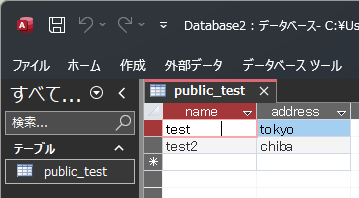 Database2 : データベース- C:¥Us
ファイル ホーム 作成 外部データ データベース ツール
すべて...
検索...
テーブル
public_test
public_test
name address
test tokyo
test2 chiba